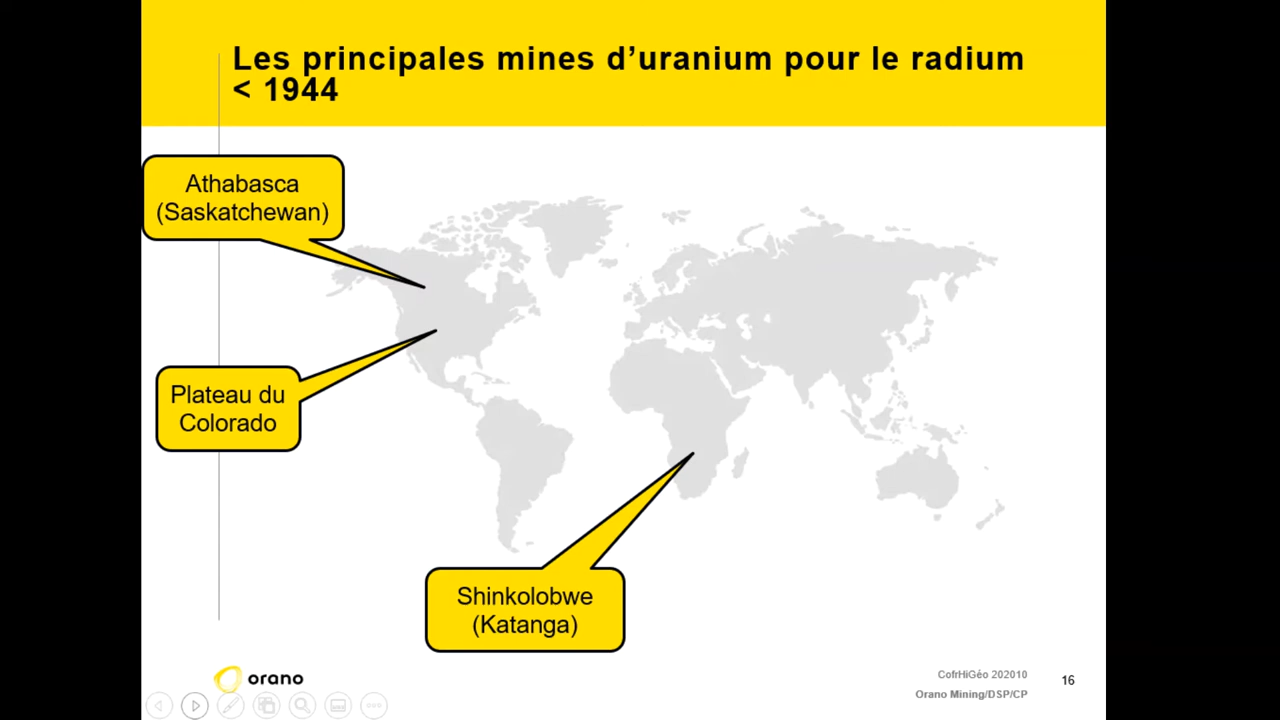 Les principales mines d’uranium pour le radium
< 1944
Athabasca
(Saskatchewan)
Plateau du
Colorado
Shinkolobwe
(Katanga)
orano
CofrHiGéo 202010
Orano Mining/DSP/CP
16